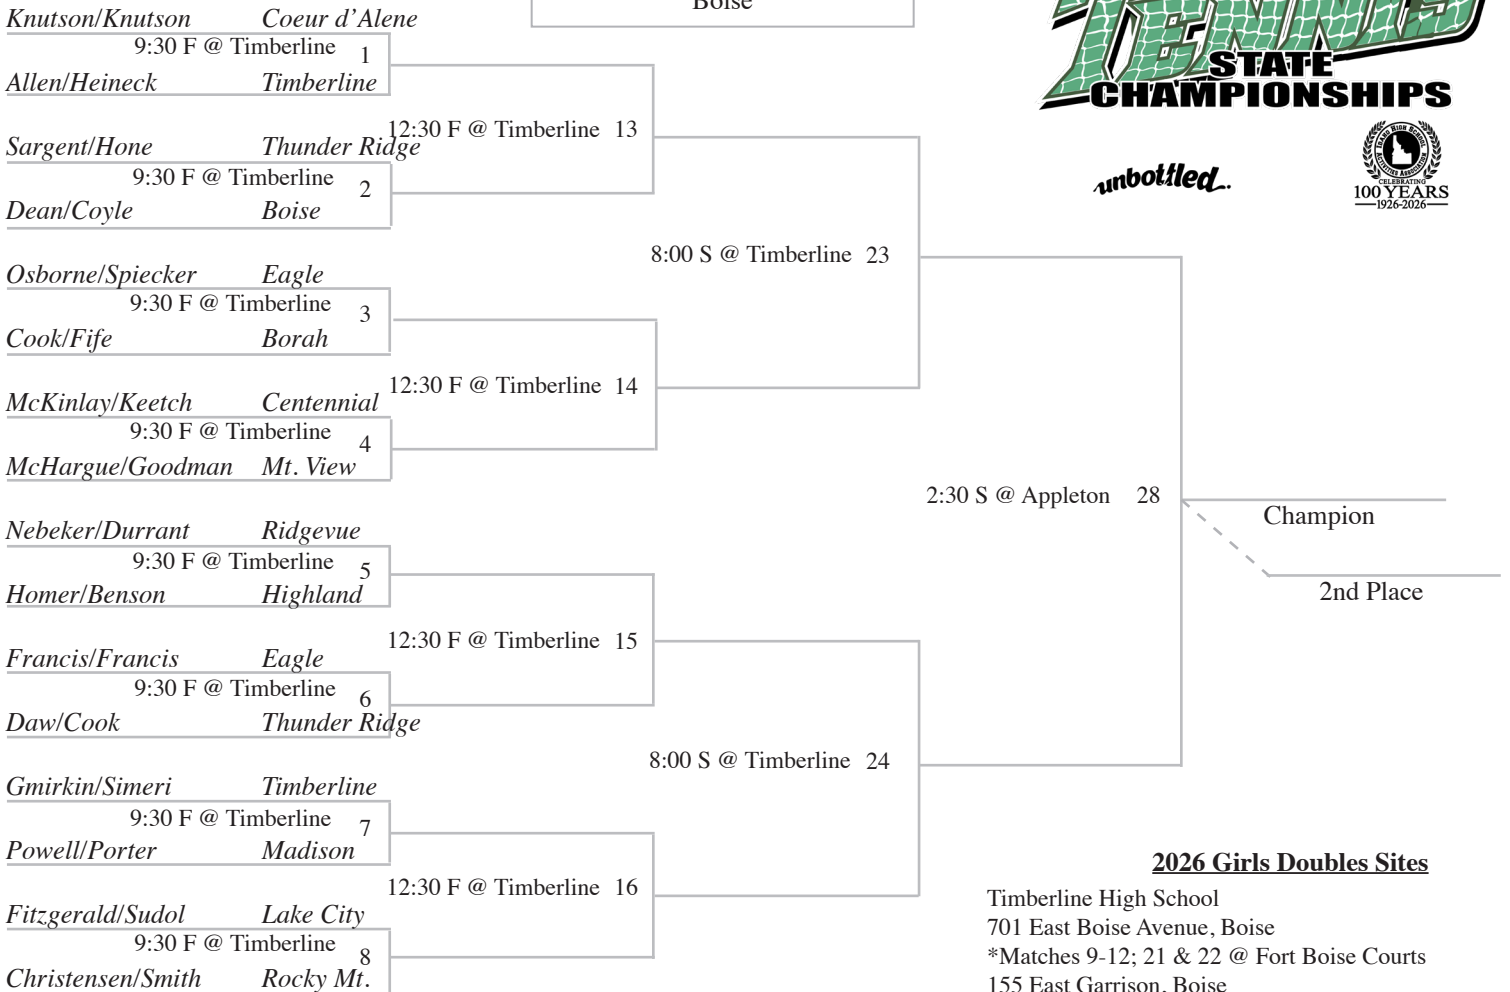 Boise
TENNIS
STATE
CHAMPIONSHIPS
unbottled.
IDAHO HIGH SCHOOL ACTIVITIES ASSOCIATION
CELEBRATING
100 YEARS
1926-2026
Knutson/Knutson Coeur d’Alene
9:30 F @ Timberline 1
Allen/Heineck Timberline
12:30 F @ Timberline 13
Sargent/Hone Thunder Ridge
9:30 F @ Timberline 2
Dean/Coyle Boise
8:00 S @ Timberline 23
Osborne/Spiecker Eagle
9:30 F @ Timberline 3
Cook/Fife Borah
12:30 F @ Timberline 14
McKinlay/Keetch Centennial
9:30 F @ Timberline 4
McHargue/Goodman Mt. View
2:30 S @ Appleton 28
Champion
2nd Place
Nebeker/Durrant Ridgevue
9:30 F @ Timberline 5
Homer/Benson Highland
12:30 F @ Timberline 15
Francis/Francis Eagle
9:30 F @ Timberline 6
Daw/Cook Thunder Ridge
8:00 S @ Timberline 24
Gmirkin/Simeri Timberline
9:30 F @ Timberline 7
Powell/Porter Madison
12:30 F @ Timberline 16
Fitzgerald/Sudol Lake City
9:30 F @ Timberline 8
Christensen/Smith Rocky Mt.
2026 Girls Doubles Sites
Timberline High School
701 East Boise Avenue, Boise
*Matches 9-12; 21 & 22 @ Fort Boise Courts
155 East Garrison, Boise